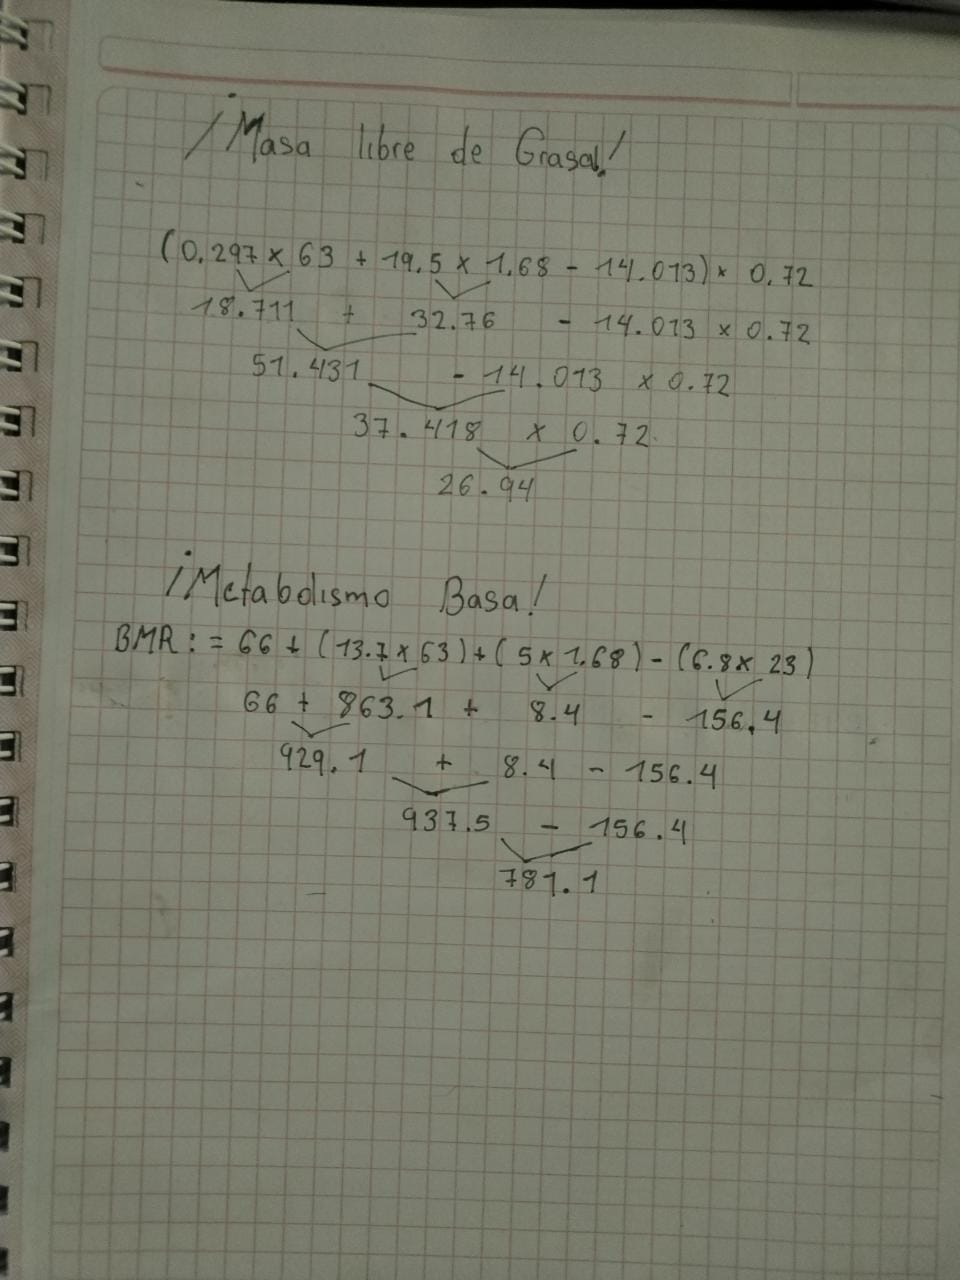 ¡Masa libre de Grasa!
(0.297 x 63 + 19.5 x 1.68 - 14.013) x 0.72
18.711 + 32.76 - 14.013 x 0.72
51.431 - 14.013 x 0.72
37.418 x 0.72
26.94
¡Metabolismo Basa!
BMR: = 66 + (13.7 x 63) + (5 x 1.68) - (6.8 x 23)
66 + 863.1 + 8.4 - 156.4
929.1 + 8.4 - 156.4
937.5 - 156.4
781.1